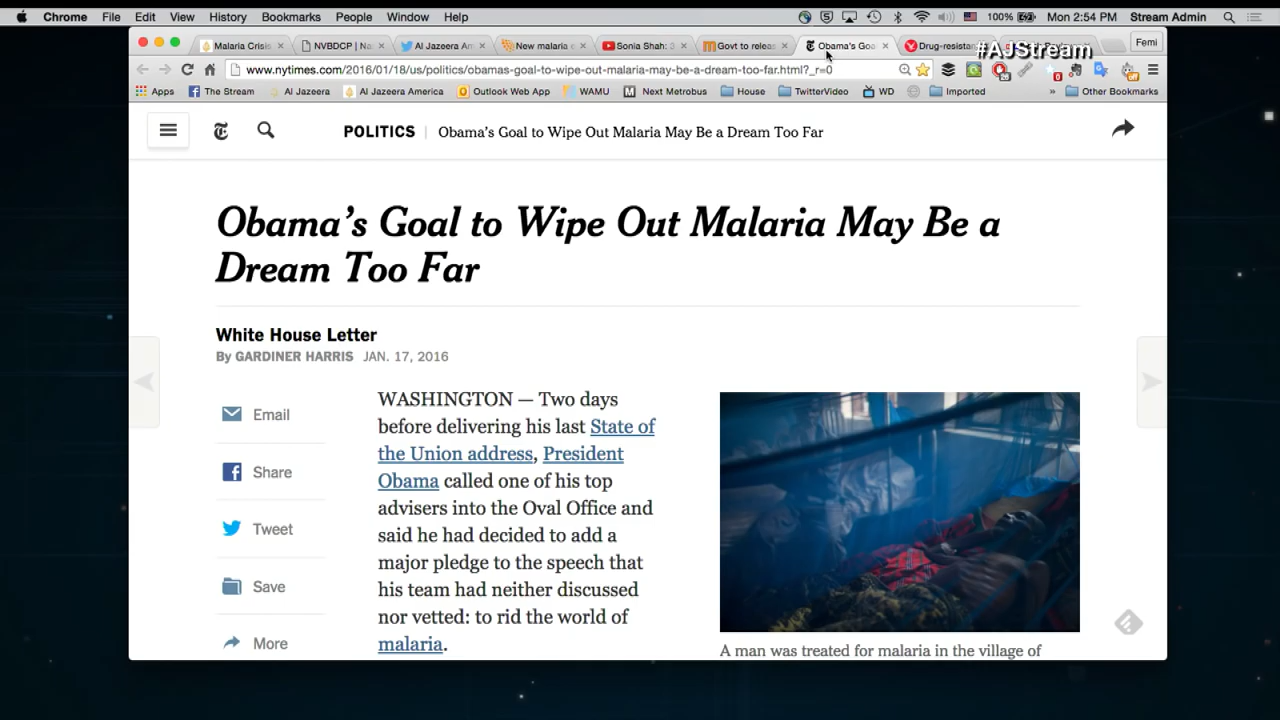 Chrome File Edit View History Bookmarks People Window Help 100% Mon 2:54 PM Stream Admin
Malaria Crisis NVBDCP | Na Al Jazeera Am New malaria e Sonia Shah: 3 Govt to releas Obama's Goa Drug-resistan Femi
#AJStream
www.nytimes.com/2016/01/18/us/politics/obamas-goal-to-wipe-out-malaria-may-be-a-dream-too-far.html?_r=0
Apps The Stream Al Jazeera Al Jazeera America Outlook Web App WAMU Next Metrobus House TwitterVideo WD Imported » Other Bookmarks
POLITICS | Obama's Goal to Wipe Out Malaria May Be a Dream Too Far
Obama's Goal to Wipe Out Malaria May Be a
Dream Too Far
White House Letter
By GARDINER HARRIS JAN. 17, 2016
Email
Share
Tweet
Save
More
WASHINGTON — Two days
before delivering his last State of
the Union address, President
Obama called one of his top
advisers into the Oval Office and
said he had decided to add a
major pledge to the speech that
his team had neither discussed
nor vetted: to rid the world of
malaria.
A man was treated for malaria in the village of